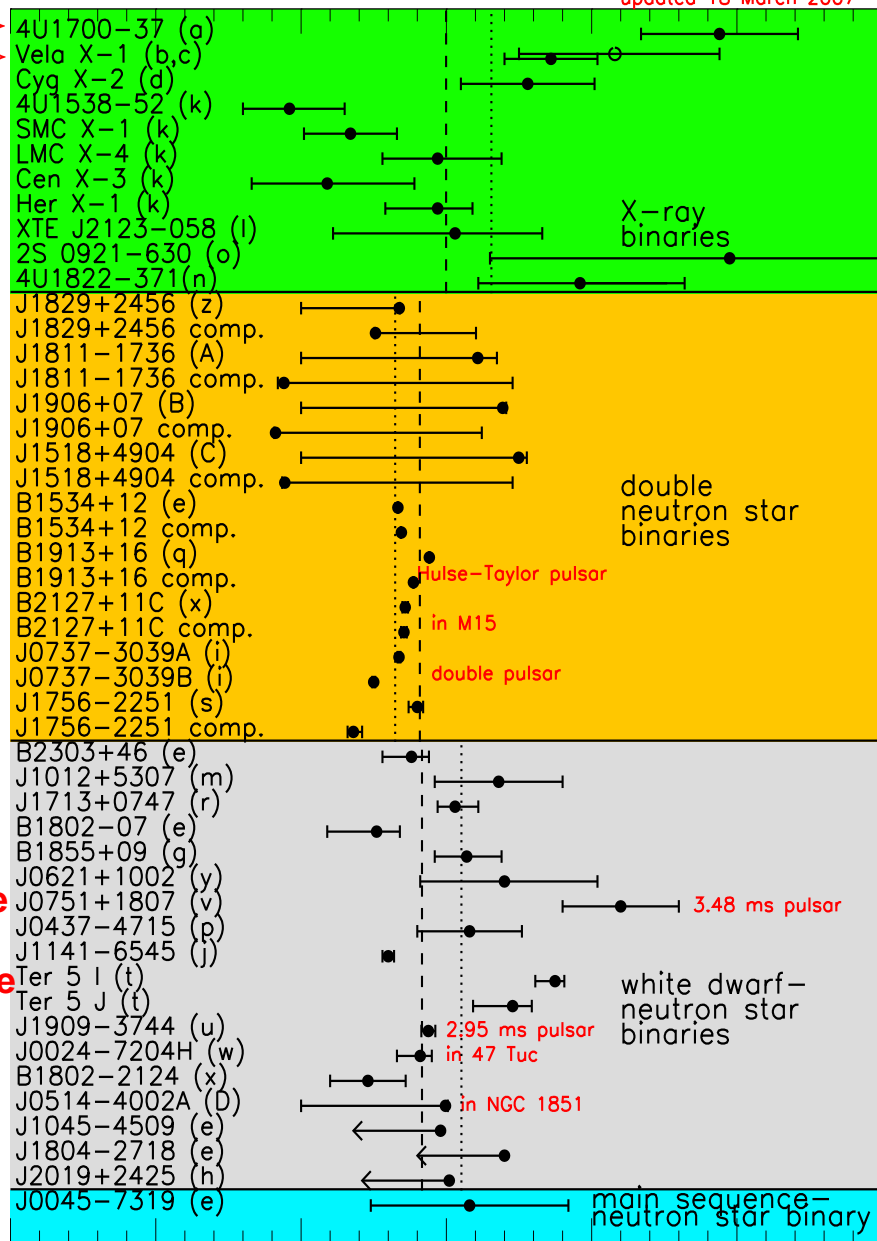 updated 18 March 2007
4U1700-37 (a)
Vela X-1 (b,c)
Cyg X-2 (d)
4U1538-52 (k)
SMC X-1 (k)
LMC X-4 (k)
Cen X-3 (k)
Her X-1 (k)
XTE J2123-058 (l)
2S 0921-630 (o)
4U1822-371(n)
X-ray
binaries
J1829+2456 (z)
J1829+2456 comp.
J1811-1736 (A)
J1811-1736 comp.
J1906+07 (B)
J1906+07 comp.
J1518+4904 (C)
J1518+4904 comp.
B1534+12 (e)
B1534+12 comp.
B1913+16 (q)
B1913+16 comp.
B2127+11C (x)
B2127+11C comp.
J0737-3039A (i)
J0737-3039B (i)
J1756-2251 (s)
J1756-2251 comp.
double
neutron star
binaries
Hulse-Taylor pulsar
in M15
double pulsar
B2303+46 (e)
J1012+5307 (m)
J1713+0747 (r)
B1802-07 (e)
B1855+09 (g)
J0621+1002 (y)
J0751+1807 (v)
3.48 ms pulsar
J0437-4715 (p)
J1141-6545 (j)
Ter 5 I (t)
Ter 5 J (t)
J1909-3744 (u)
2.95 ms pulsar
J0024-7204H (w)
in 47 Tuc
B1802-2124 (x)
J0514-4002A (D)
in NGC 1851
J1045-4509 (e)
J1804-2718 (e)
J2019+2425 (h)
white dwarf-
neutron star
binaries
J0045-7319 (e)
main sequence-
neutron star binary
e
e